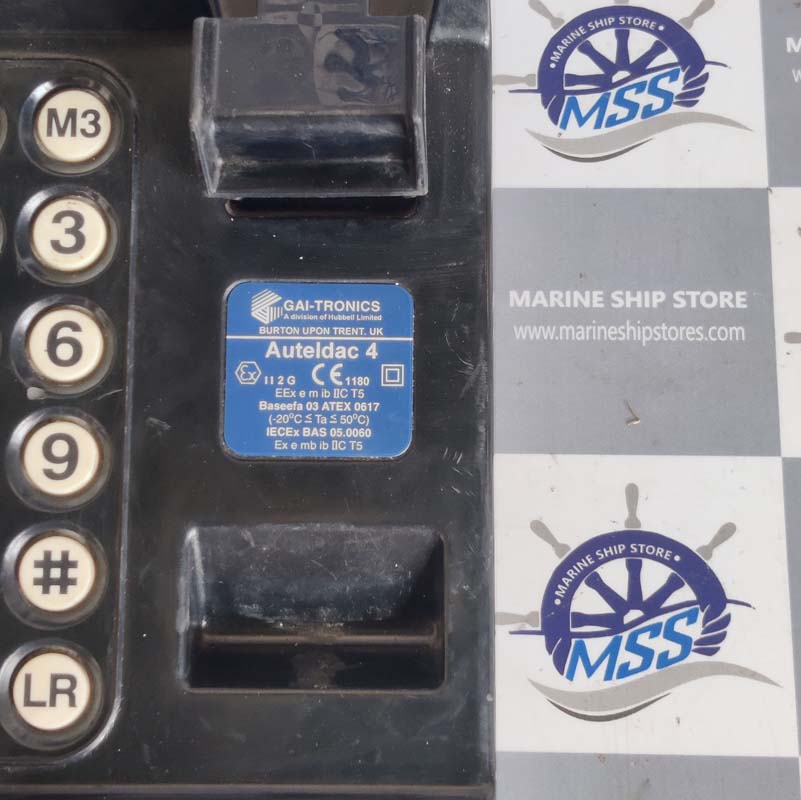 M3
3
6
9
#
LR
GAI-TRONICS
A division of Hubbell Limited
BURTON UPON TRENT. UK
Auteldac 4
Ex II 2 G CE 1180
EEx e m ib IIC T5
Baseefa 03 ATEX 0617
(-20°C ≤ Ta ≤ 50°C)
IECEx BAS 05.0060
Ex e mb ib IIC T5
• MARINE SHIP STORE •
MSS
MARINE SHIP STORE
www.marineshipstores.com
• MARINE SHIP STORE •
MSS